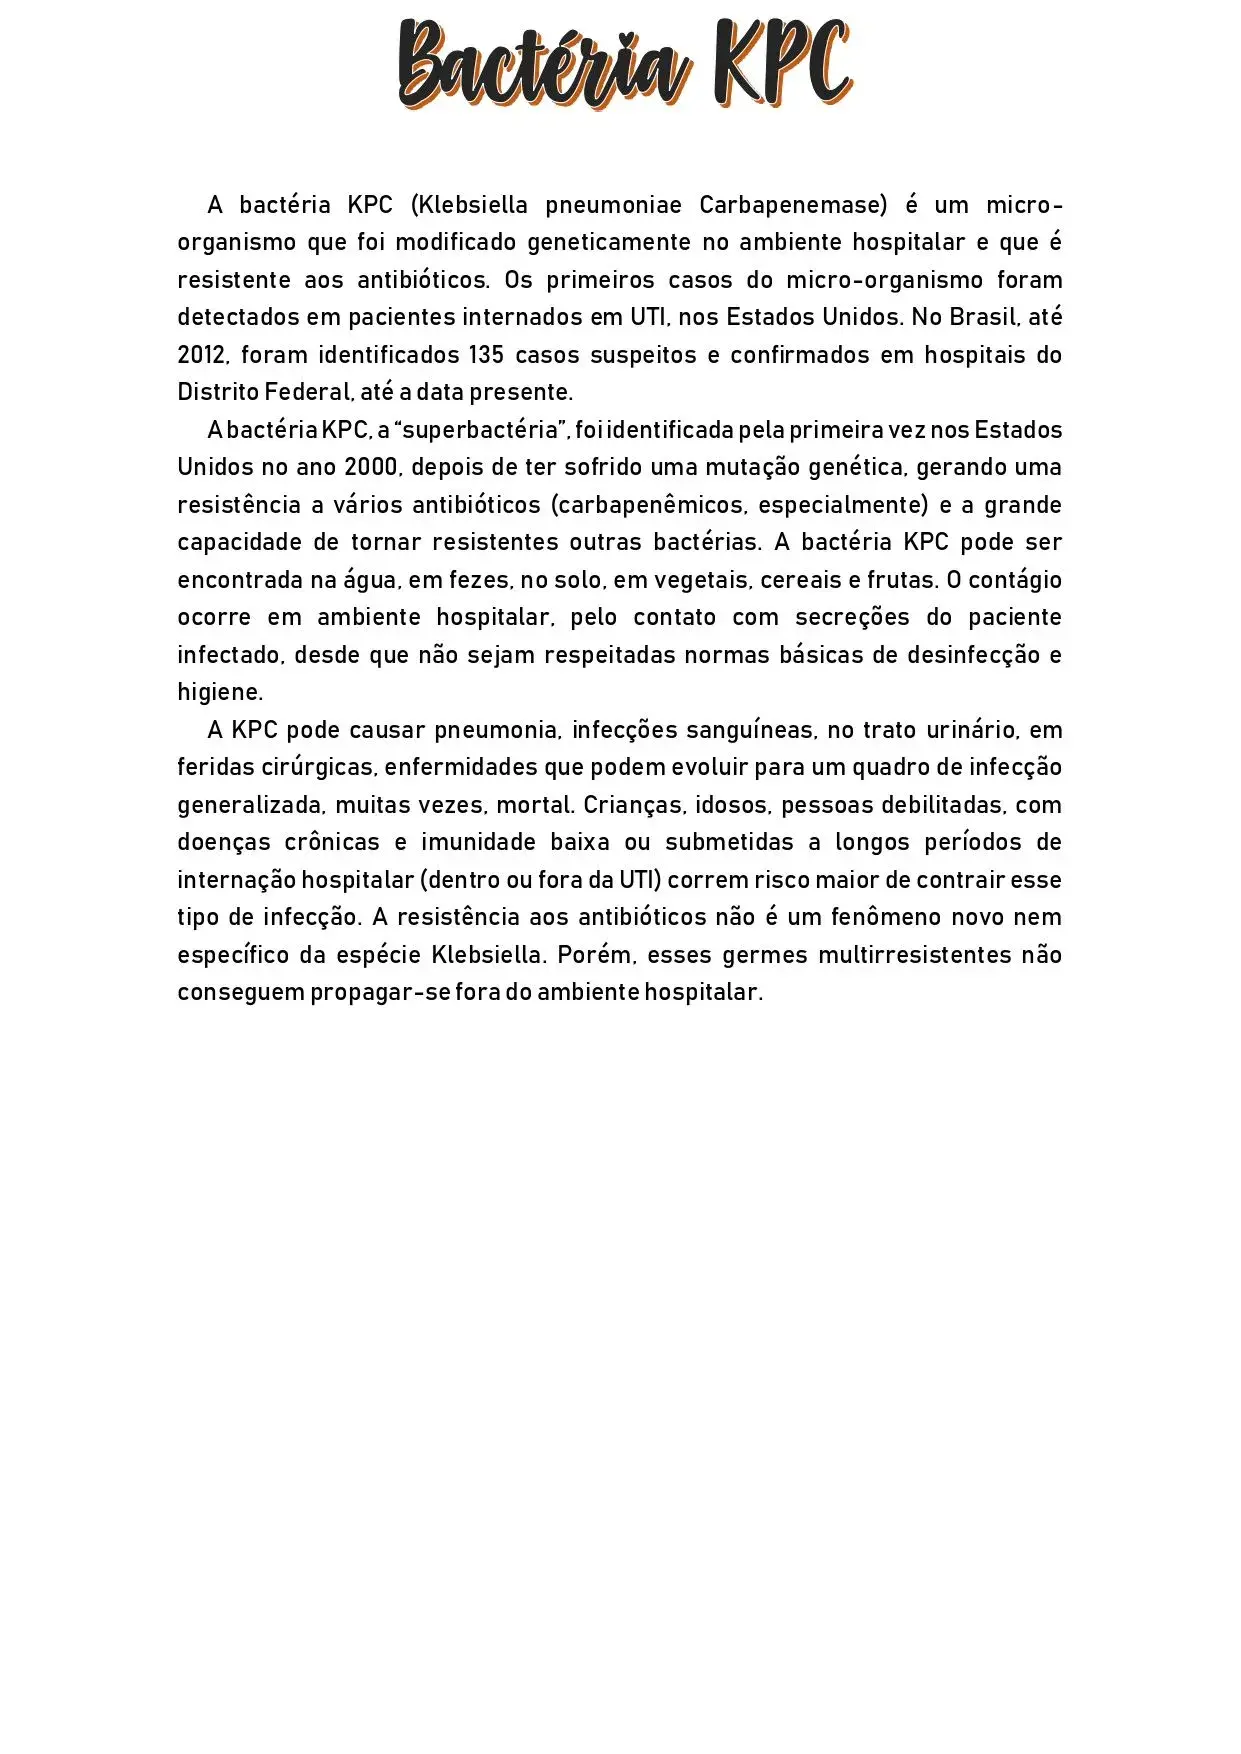 Bactéria KPC
A bactéria KPC (Klebsiella pneumoniae Carbapenemase) é um micro-
organismo que foi modificado geneticamente no ambiente hospitalar e que é
resistente aos antibióticos. Os primeiros casos do micro-organismo foram
detectados em pacientes internados em UTI, nos Estados Unidos. No Brasil, até
2012, foram identificados 135 casos suspeitos e confirmados em hospitais do
Distrito Federal, até a data presente.
A bactéria KPC, a “superbactéria”, foi identificada pela primeira vez nos Estados
Unidos no ano 2000, depois de ter sofrido uma mutação genética, gerando uma
resistência a vários antibióticos (carbapenêmicos, especialmente) e a grande
capacidade de tornar resistentes outras bactérias. A bactéria KPC pode ser
encontrada na água, em fezes, no solo, em vegetais, cereais e frutas. O contágio
ocorre em ambiente hospitalar, pelo contato com secreções do paciente
infectado, desde que não sejam respeitadas normas básicas de desinfecção e
higiene.
A KPC pode causar pneumonia, infecções sanguíneas, no trato urinário, em
feridas cirúrgicas, enfermidades que podem evoluir para um quadro de infecção
generalizada, muitas vezes, mortal. Crianças, idosos, pessoas debilitadas, com
doenças crônicas e imunidade baixa ou submetidas a longos períodos de
internação hospitalar (dentro ou fora da UTI) correm risco maior de contrair esse
tipo de infecção. A resistência aos antibióticos não é um fenômeno novo nem
específico da espécie Klebsiella. Porém, esses germes multirresistentes não
conseguem propagar-se fora do ambiente hospitalar.